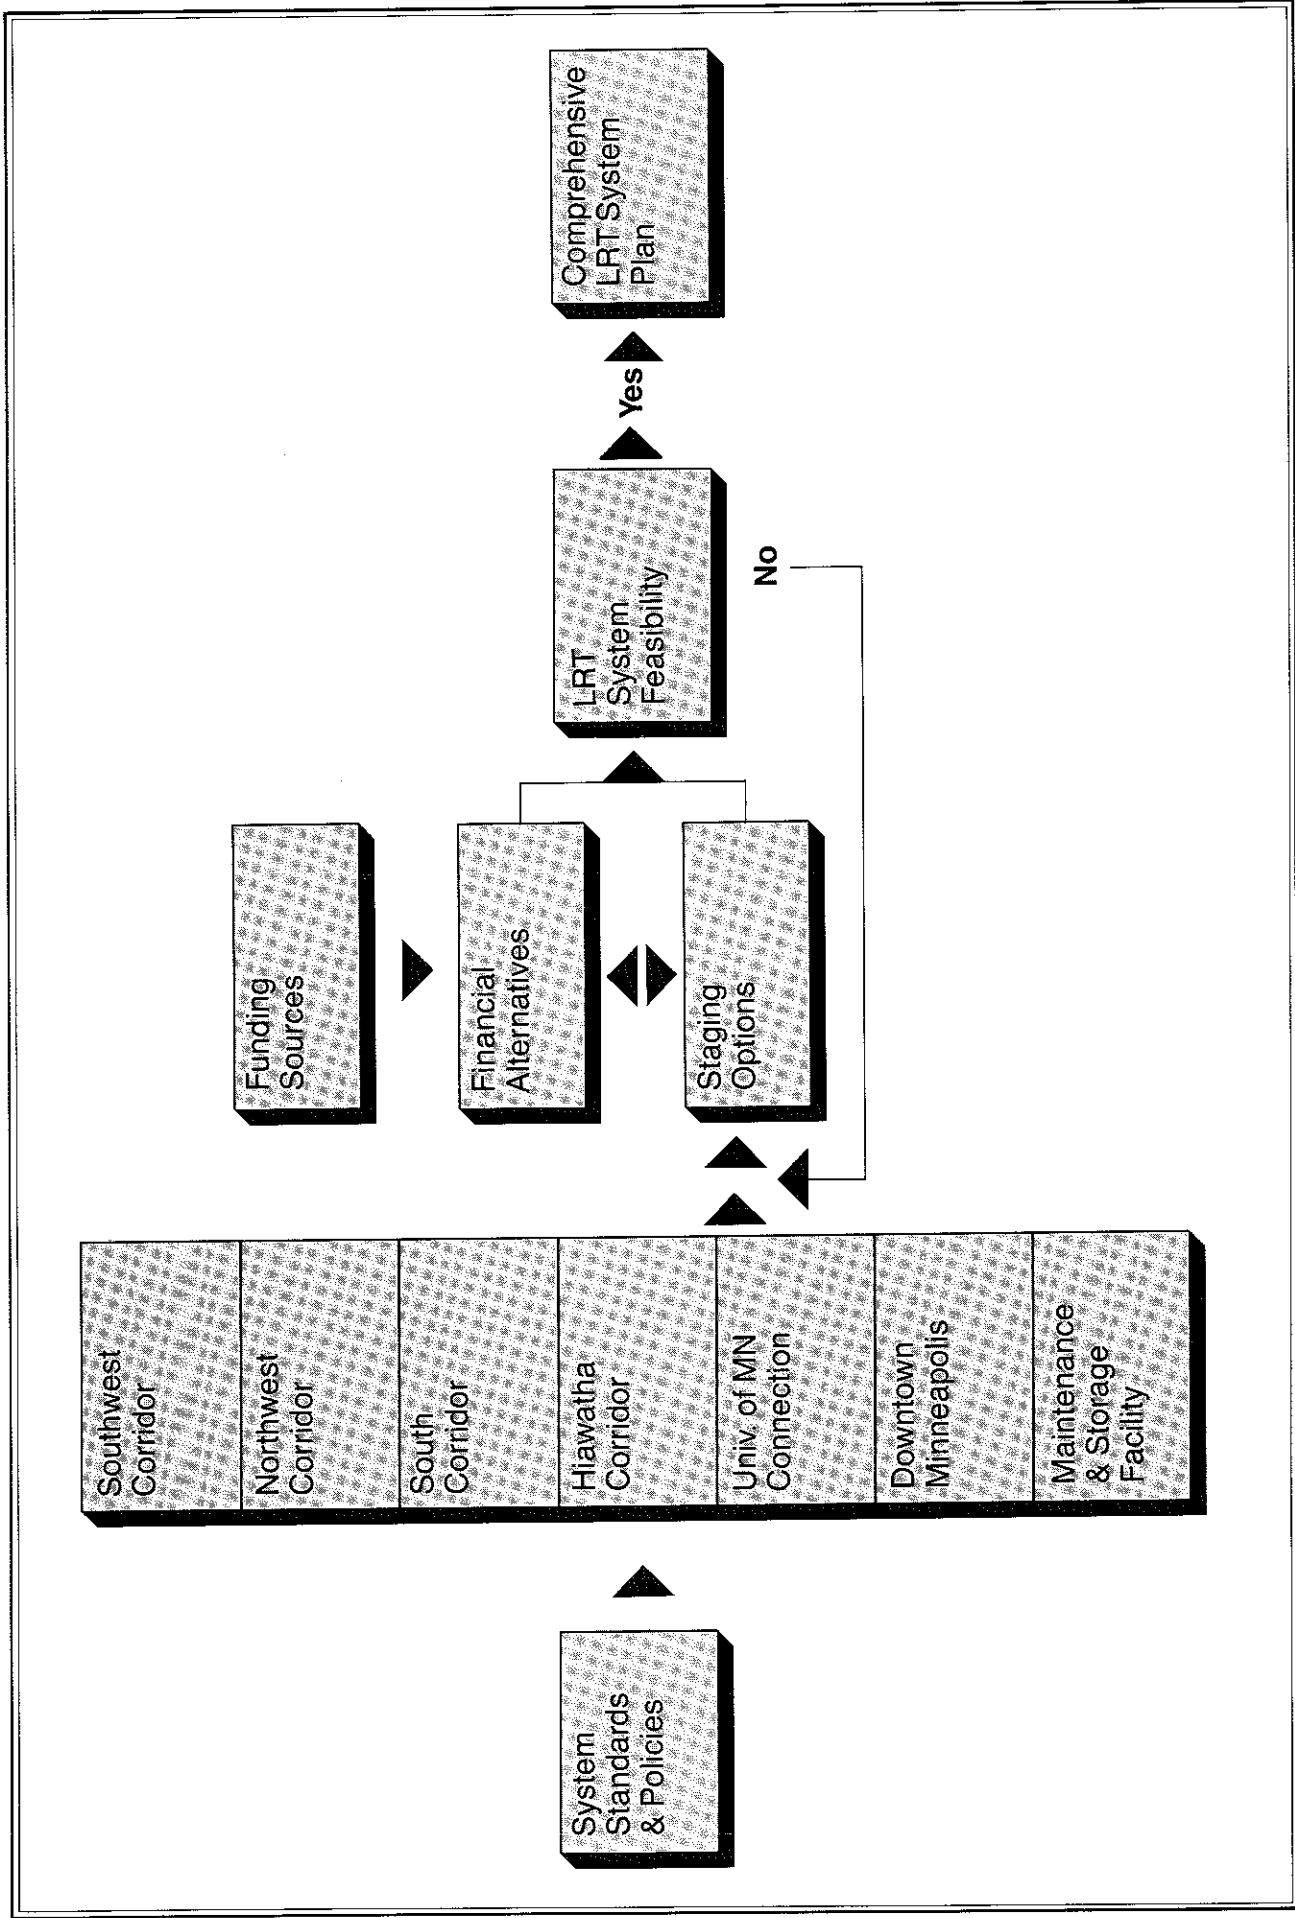 System
Standards
& Policies
Southwest
Corridor
Northwest
Corridor
South
Corridor
Hiawatha
Corridor
Univ. of MN
Connection
Downtown
Minneapolis
Maintenance
& Storage
Facility
Funding
Sources
Financial
Alternatives
Staging
Options
LRT
System
Feasibility
No
Yes
Comprehensive
LRT System
Plan